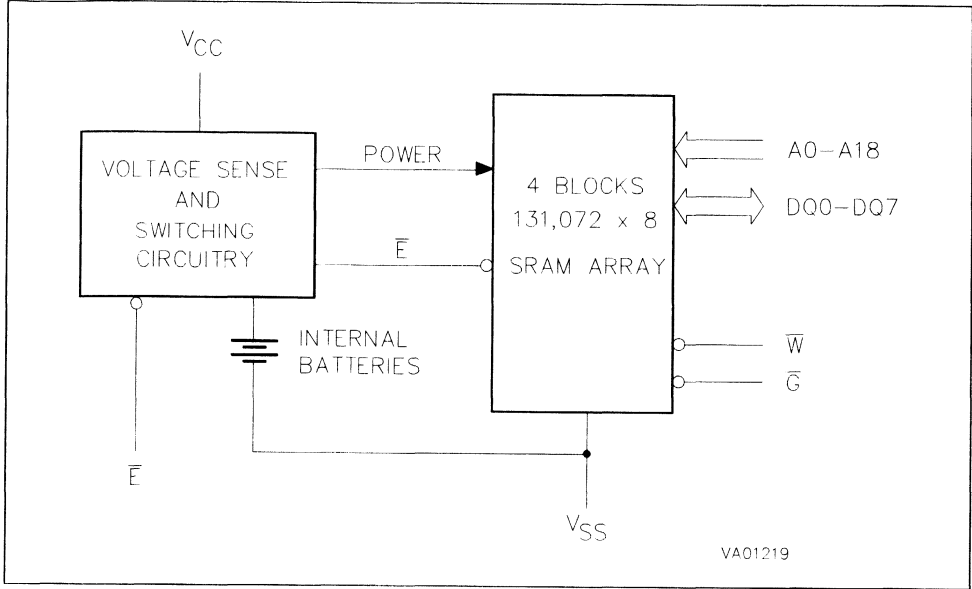 VCC
VOLTAGE SENSE
AND
SWITCHING
CIRCUITRY
POWER
E̅
4 BLOCKS
131,072 x 8
SRAM ARRAY
A0-A18
DQ0-DQ7
W̅
G̅
INTERNAL
BATTERIES
E̅
VSS
VA01219